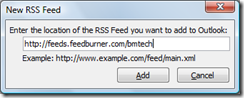 New RSS Feed
Enter the location of the RSS Feed you want to add to Outlook:
http://feeds.feedburner.com/bmtech
Example: http://www.example.com/feed/main.xml
Add Cancel